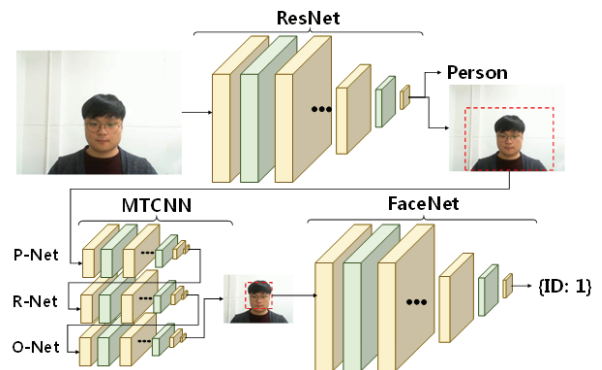 ResNet
Person
MTCNN
FaceNet
P-Net
R-Net
O-Net
{ID: 1}